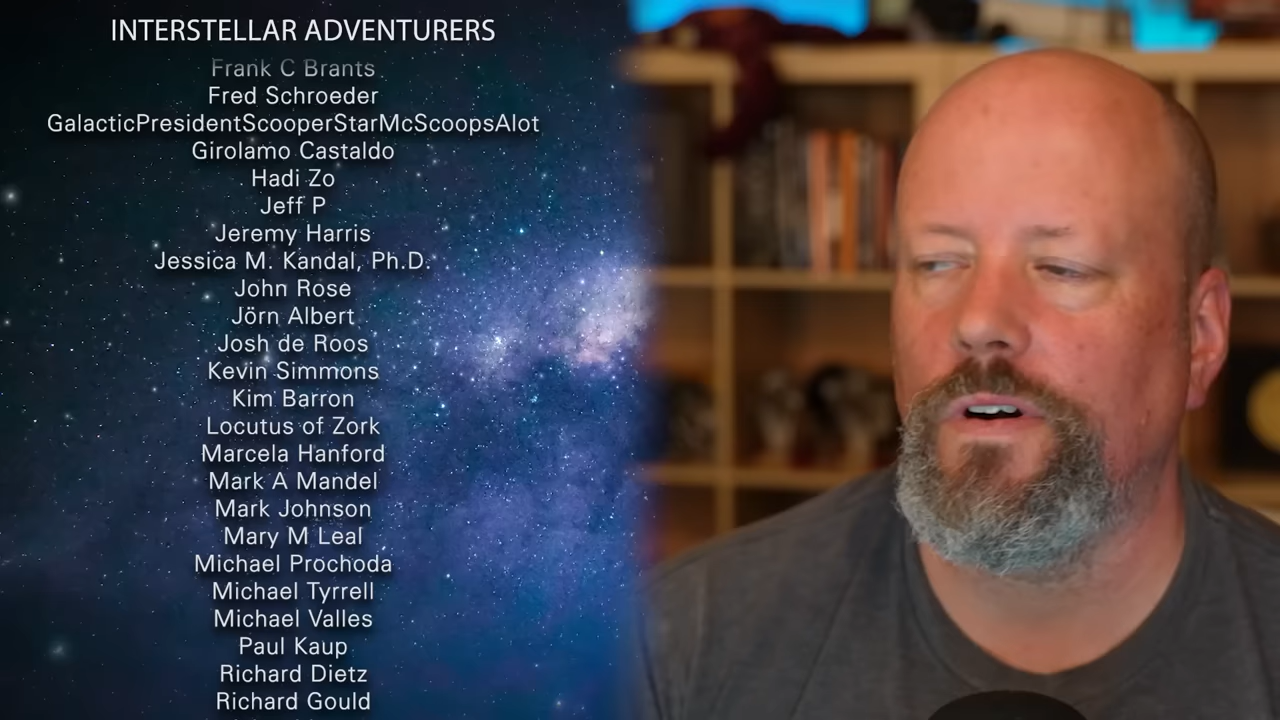 INTERSTELLAR ADVENTURERS
Frank C Brants
Fred Schroeder
GalacticPresidentScooperStarMcScoopsAlot
Girolamo Castaldo
Hadi Zo
Jeff P
Jeremy Harris
Jessica M. Kandal, Ph.D.
John Rose
Jörn Albert
Josh de Roos
Kevin Simmons
Kim Barron
Locutus of Zork
Marcela Hanford
Mark A Mandel
Mark Johnson
Mary M Leal
Michael Prochoda
Michael Tyrrell
Michael Valles
Paul Kaup
Richard Dietz
Richard Gould